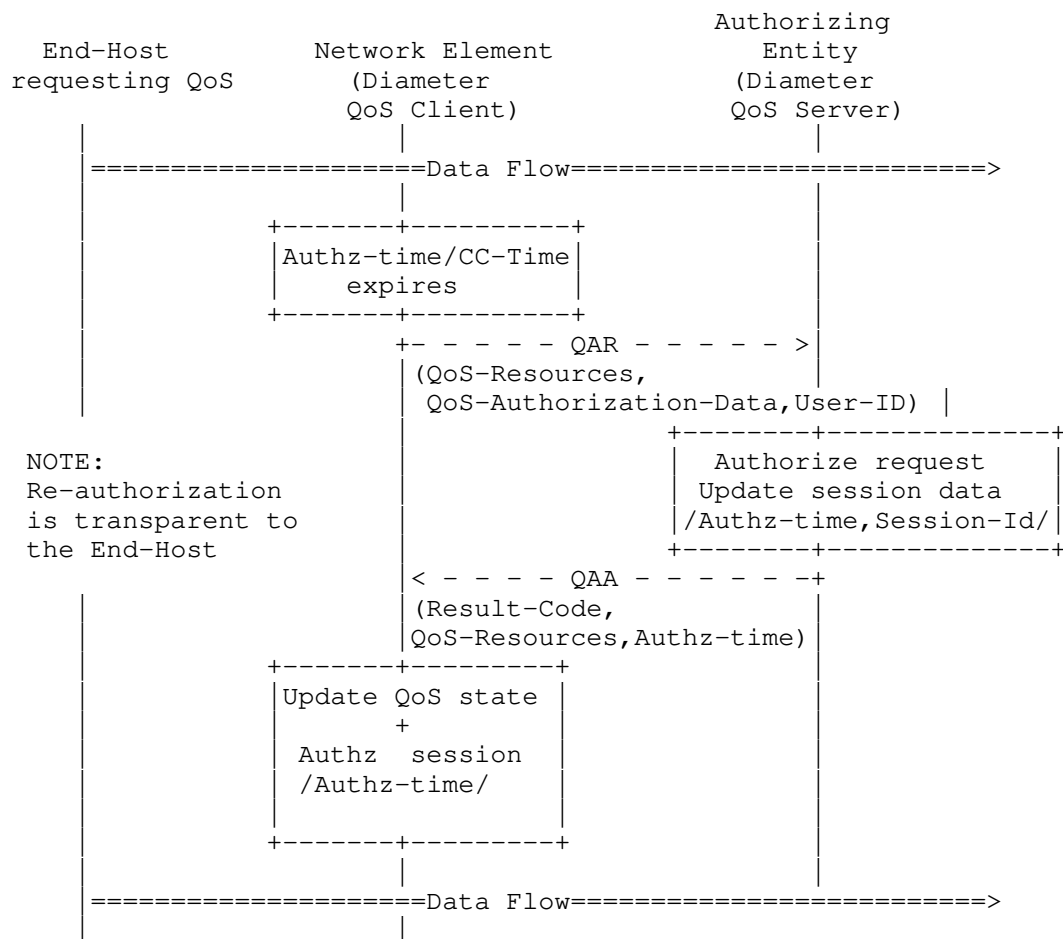 Authorizing
End-Host Network Element Entity
requesting QoS (Diameter (Diameter
QoS Client) QoS Server)
Data Flow
Authz-time/CC-Time
expires
QAR
(QoS-Resources,
QoS-Authorization-Data,User-ID)
NOTE: Authorize request
Re-authorization Update session data
is transparent to /Authz-time,Session-Id/
the End-Host
QAA
(Result-Code,
QoS-Resources,Authz-time)
Update QoS state
+
Authz session
/Authz-time/
Data Flow